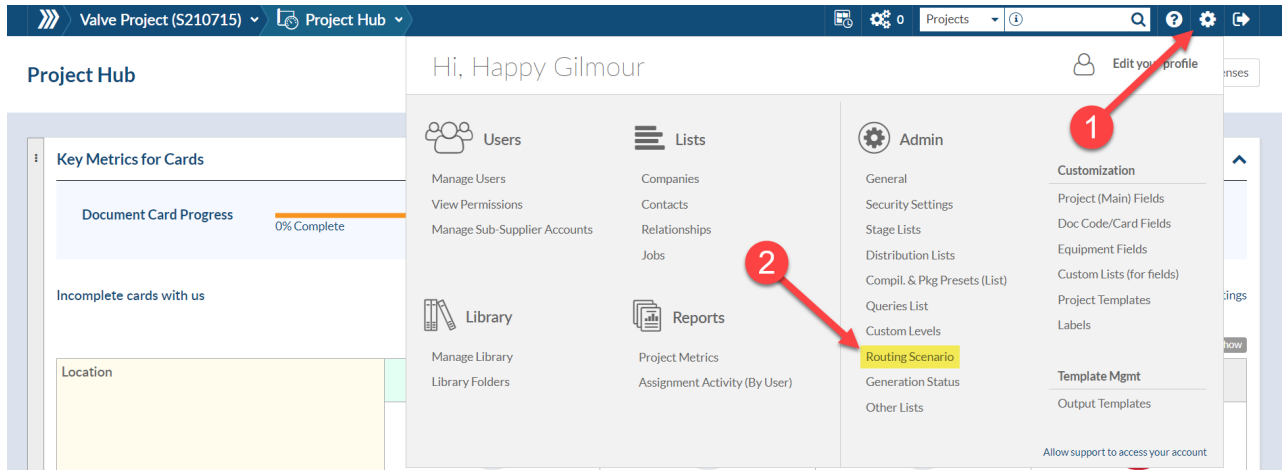 Valve Project (S210715)
Project Hub
0
Projects
Project Hub
Hi, Happy Gilmour
Edit your profile
enses
1
Key Metrics for Cards
Document Card Progress
0% Complete
Incomplete cards with us
tings
how
Location
Users
Manage Users
View Permissions
Manage Sub-Supplier Accounts
Lists
Companies
Contacts
Relationships
Jobs
2
Library
Manage Library
Library Folders
Reports
Project Metrics
Assignment Activity (By User)
Admin
General
Security Settings
Stage Lists
Distribution Lists
Compil. & Pkg Presets (List)
Queries List
Custom Levels
Routing Scenario
Generation Status
Other Lists
Customization
Project (Main) Fields
Doc Code/Card Fields
Equipment Fields
Custom Lists (for fields)
Project Templates
Labels
Template Mgmt
Output Templates
Allow support to access your account